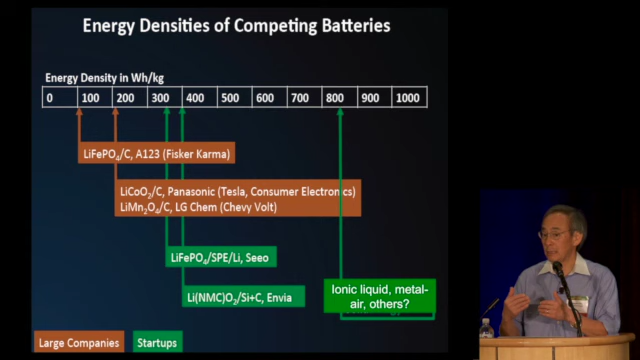 Energy Densities of Competing Batteries
Energy Density in Wh/kg
0 100 200 300 400 500 600 700 800 900 1000
LiFePO₄/C, A123 (Fisker Karma)
LiCoO₂/C, Panasonic (Tesla, Consumer Electronics)
LiMn₂O₄/C, LG Chem (Chevy Volt)
LiFePO₄/SPE/Li, Seeo
Li(NMC)O₂/Si+C, Envia
Ionic liquid, metal-
air, others?
Large Companies
Startups